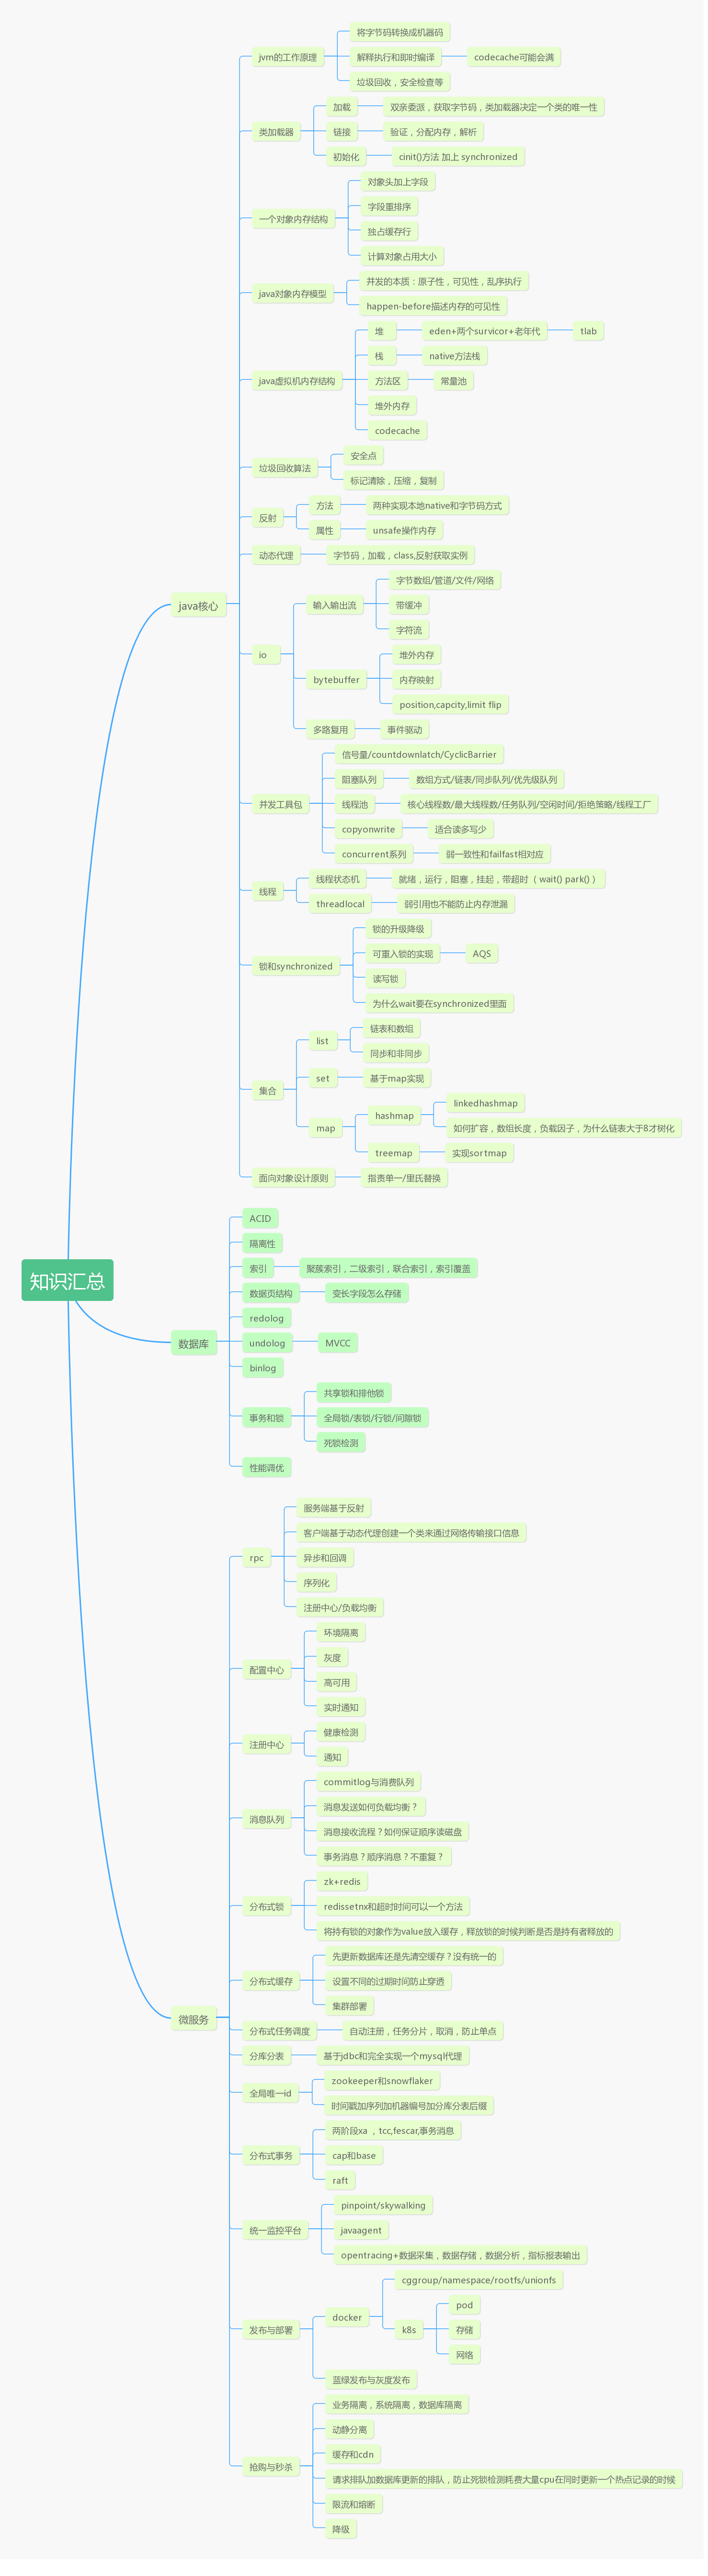 将字节码转换成机器码
jvm的工作原理
解释执行和即时编译
codecache可能会满
垃圾回收，安全检查等
加载
双亲委派，获取字节码，类加载器决定一个类的唯一性
类加载器
链接
验证，分配内存，解析
初始化
cinit()方法 加上 synchronized
对象头加上字段
字段重排序
一个对象内存结构
独占缓存行
计算对象占用大小
并发的本质：原子性，可见性，乱序执行
java对象内存模型
happen-before描述内存的可见性
堆
eden+两个survicor+老年代
tlab
栈
native方法栈
java虚拟机内存结构
方法区
常量池
堆外内存
codecache
安全点
垃圾回收算法
标记清除，压缩，复制
方法
两种实现本地native和字节码方式
反射
属性
unsafe操作内存
动态代理
字节码，加载，class,反射获取实例
java核心
字节数组/管道/文件/网络
输入输出流
带缓冲
字符流
io
堆外内存
bytebuffer
内存映射
position,capcity,limit flip
多路复用
事件驱动
信号量/countdownlatch/CyclicBarrier
阻塞队列
数组方式/链表/同步队列/优先级队列
并发工具包
线程池
核心线程数/最大线程数/任务队列/空闲时间/拒绝策略/线程工厂
copyonwrite
适合读多写少
concurrent系列
弱一致性和failfast相对应
线程状态机
就绪，运行，阻塞，挂起，带超时（ wait() park() ）
线程
threadlocal
弱引用也不能防止内存泄漏
锁的升级降级
可重入锁的实现
AQS
锁和synchronized
读写锁
为什么wait要在synchronized里面
链表和数组
list
同步和非同步
set
基于map实现
集合
linkedhashmap
hashmap
如何扩容，数组长度，负载因子，为什么链表大于8才树化
map
treemap
实现sortmap
面向对象设计原则
指责单一/里氏替换
知识汇总
ACID
隔离性
索引
聚簇索引，二级索引，联合索引，索引覆盖
数据页结构
变长字段怎么存储
redolog
数据库
undolog
MVCC
binlog
共享锁和排他锁
事务和锁
全局锁/表锁/行锁/间隙锁
死锁检测
性能调优
服务端基于反射
客户端基于动态代理创建一个类来通过网络传输接口信息
rpc
异步和回调
序列化
注册中心/负载均衡
环境隔离
灰度
配置中心
高可用
实时通知
健康检测
注册中心
通知
commitlog与消费队列
消息发送如何负载均衡？
消息队列
消息接收流程？如何保证顺序读磁盘
事务消息？顺序消息？不重复？
zk+redis
分布式锁
redissetnx和超时时间可以一个方法
将持有锁的对象作为value放入缓存，释放锁的时候判断是否是持有者释放的
先更新数据库还是先清空缓存？没有统一的
分布式缓存
设置不同的过期时间防止穿透
集群部署
微服务
分布式任务调度
自动注册，任务分片，取消，防止单点
分库分表
基于jdbc和完全实现一个mysql代理
zookeeper和snowflaker
全局唯一id
时间戳加序列加机器编号加分库分表后缀
两阶段xa ，tcc,fescar,事务消息
分布式事务
cap和base
raft
pinpoint/skywalking
统一监控平台
javaagent
opentracing+数据采集，数据存储，数据分析，指标报表输出
cggroup/namespace/rootfs/unionfs
docker
pod
k8s
存储
网络
发布与部署
蓝绿发布与灰度发布
业务隔离，系统隔离，数据库隔离
动静分离
缓存和cdn
抢购与秒杀
请求排队加数据库更新的排队，防止死锁检测耗费大量cpu在同时更新一个热点记录的时候
限流和熔断
降级